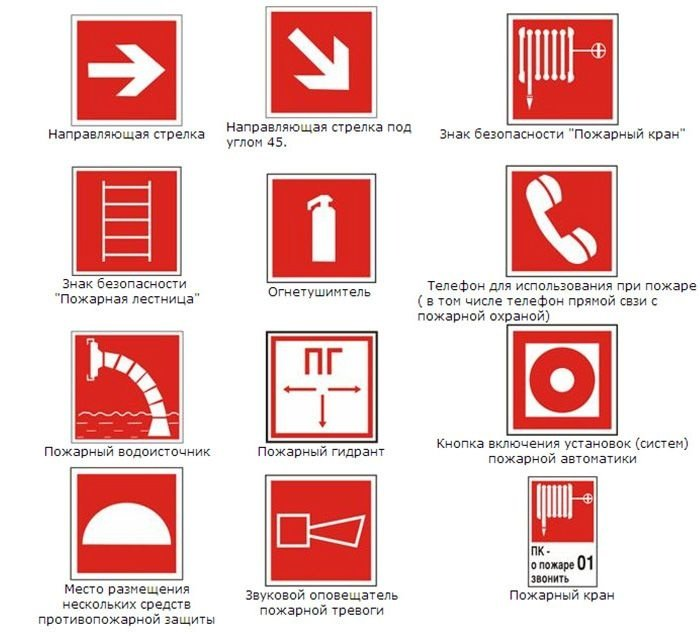 Направляющая стрелка
Направляющая стрелка под
углом 45.
Знак безопасности "Пожарный кран"
Знак безопасности
"Пожарная лестница"
Огнетушимтель
Телефон для использования при пожаре
( в том числе телефон прямой свзи с
пожарной охраной)
Пожарный водоисточник
ПГ
Пожарный гидрант
Кнопка включения установок (систем)
пожарной автоматики
Место размещения
нескольких средств
противопожарной защиты
Звуковой оповещатель
пожарной тревоги
ПК -
о пожаре 01
звонить
Пожарный кран